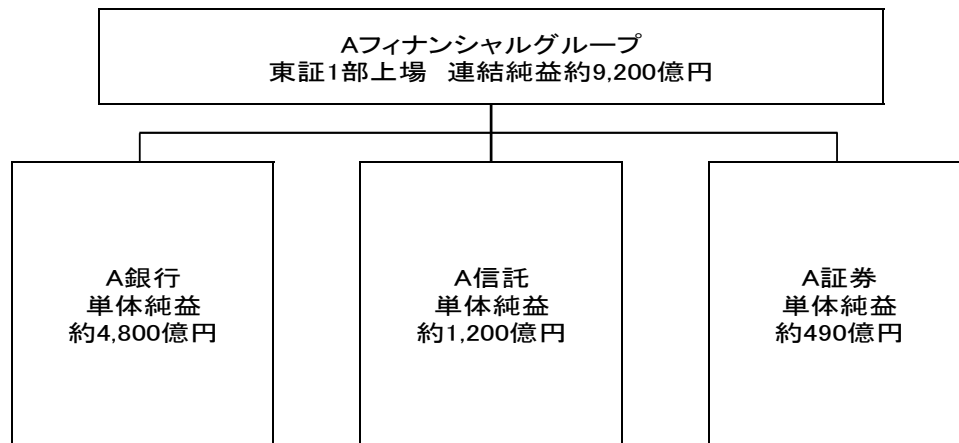 Aフィナンシャルグループ
東証1部上場 連結純益約9,200億円
A銀行
単体純益
約4,800億円
A信託
単体純益
約1,200億円
A証券
単体純益
約490億円